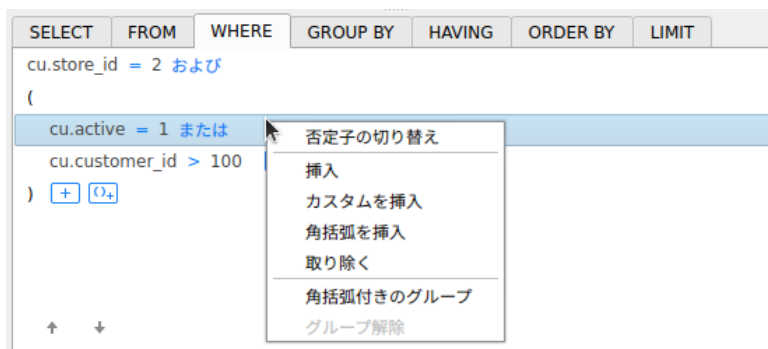 SELECT FROM WHERE GROUP BY HAVING ORDER BY LIMIT
cu.store_id = 2 および
(
cu.active = 1 または
cu.customer_id > 100
)
否定子の切り替え
挿入
カスタムを挿入
角括弧を挿入
取り除く
角括弧付きのグループ
グループ解除